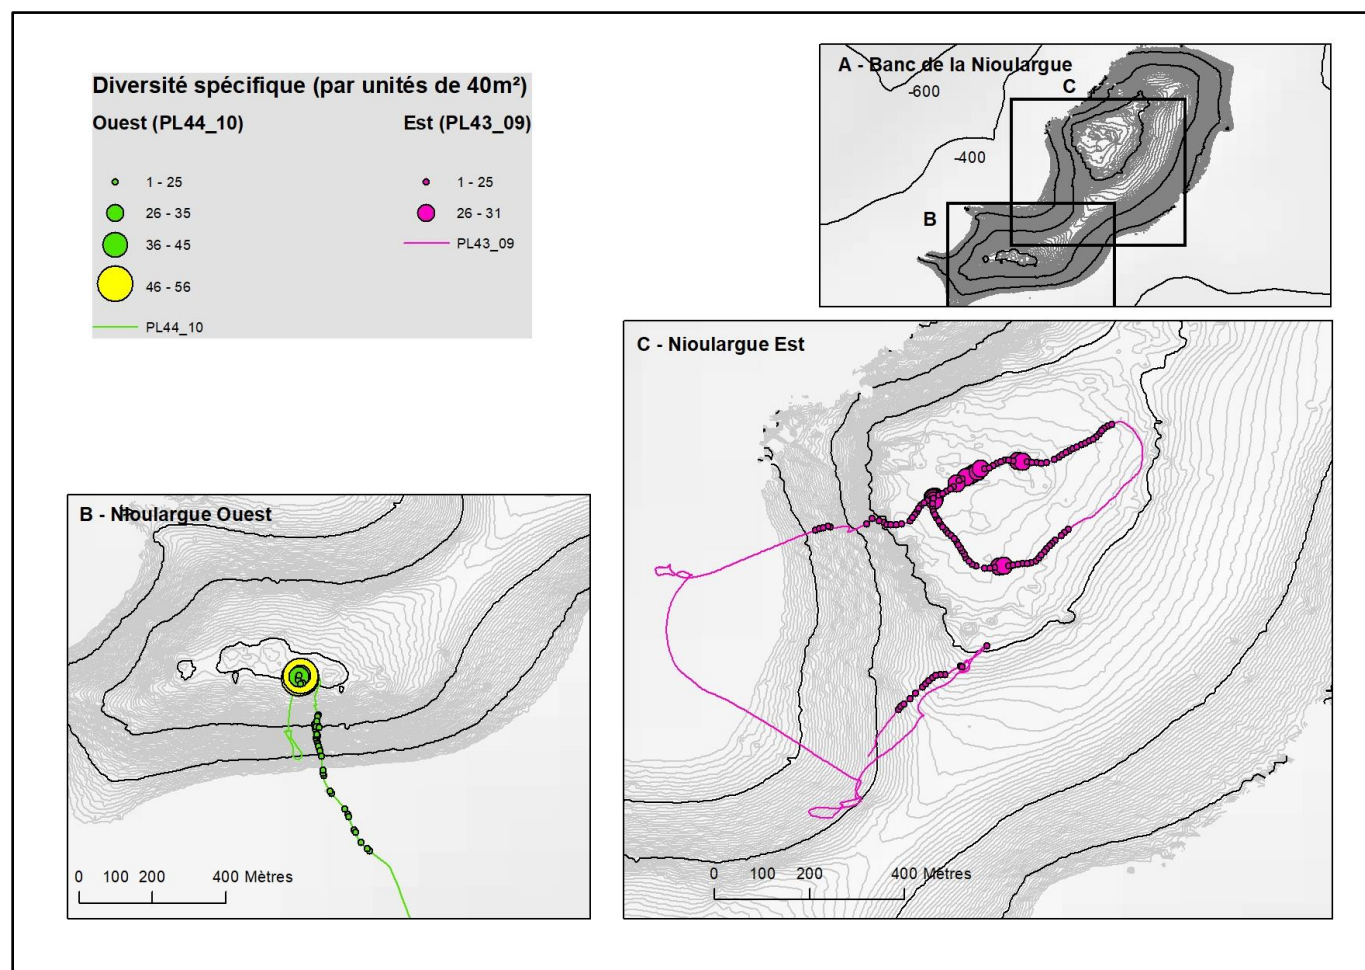 Diversité spécifique (par unités de 40m²)
Ouest (PL44_10)
Est (PL43_09)
1 - 25
1 - 25
26 - 35
26 - 31
36 - 45
PL43_09
46 - 56
PL44_10
A - Banc de la Nioulargue
C
-600
-400
B
C - Nioulargue Est
B - Nioulargue Ouest
0 100 200 400 Mètres
0 100 200 400 Mètres